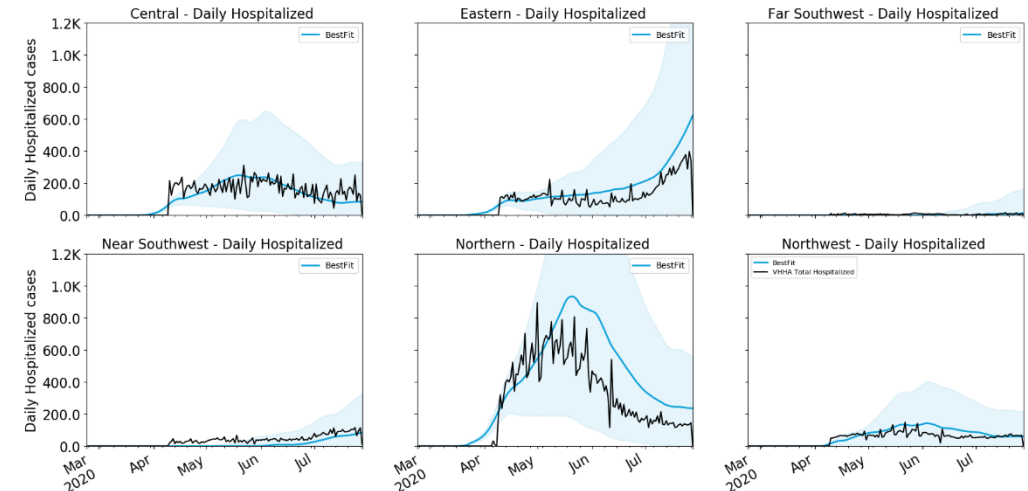 Central - Daily Hospitalized
Eastern - Daily Hospitalized
Far Southwest - Daily Hospitalized
1.2K
1.0K
800.0
600.0
400.0
200.0
0.0
Daily Hospitalized cases
BestFit
BestFit
BestFit
Near Southwest - Daily Hospitalized
Northern - Daily Hospitalized
Northwest - Daily Hospitalized
1.2K
1.0K
800.0
600.0
400.0
200.0
0.0
Daily Hospitalized cases
BestFit
BestFit
BestFit
VHHA Total Hospitalized
Mar
2020
Apr
May
Jun
Jul
Mar
2020
Apr
May
Jun
Jul
Mar
2020
Apr
May
Jun
Jul